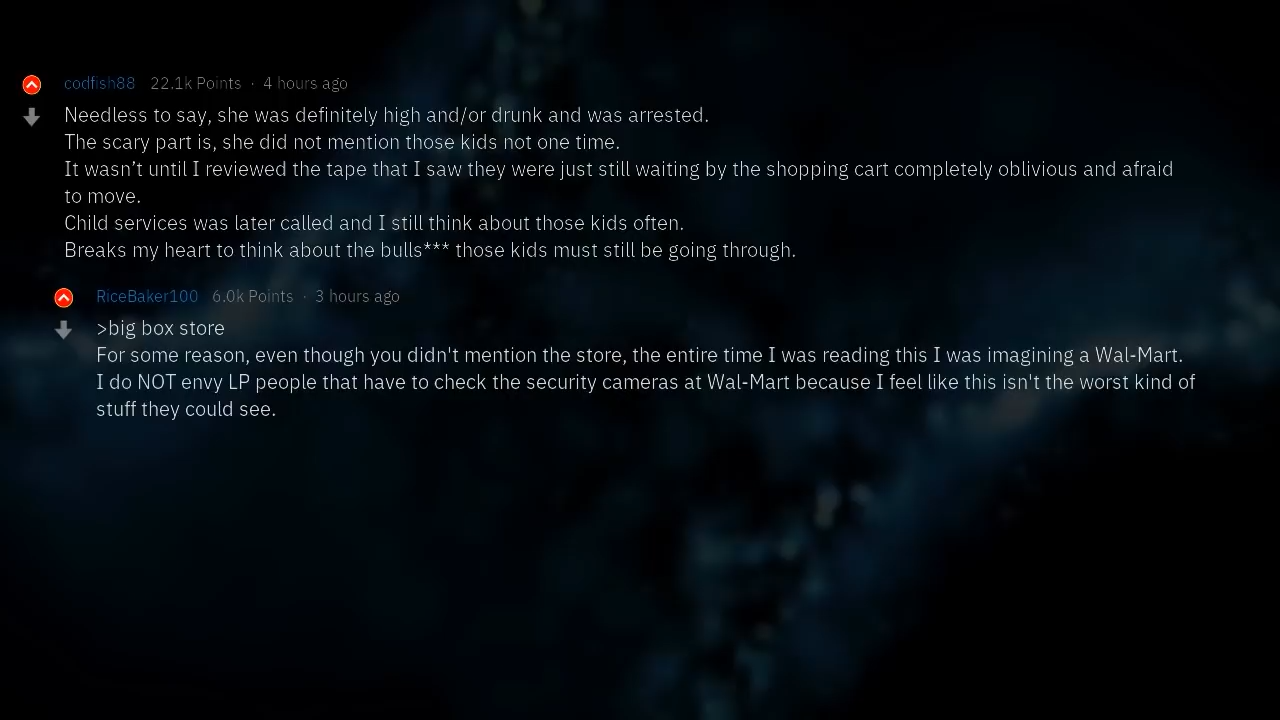 codfish88 22.1k Points · 4 hours ago
Needless to say, she was definitely high and/or drunk and was arrested.
The scary part is, she did not mention those kids not one time.
It wasn’t until I reviewed the tape that I saw they were just still waiting by the shopping cart completely oblivious and afraid
to move.
Child services was later called and I still think about those kids often.
Breaks my heart to think about the bulls*** those kids must still be going through.
RiceBaker100 6.0k Points · 3 hours ago
>big box store
For some reason, even though you didn't mention the store, the entire time I was reading this I was imagining a Wal-Mart.
I do NOT envy LP people that have to check the security cameras at Wal-Mart because I feel like this isn't the worst kind of
stuff they could see.